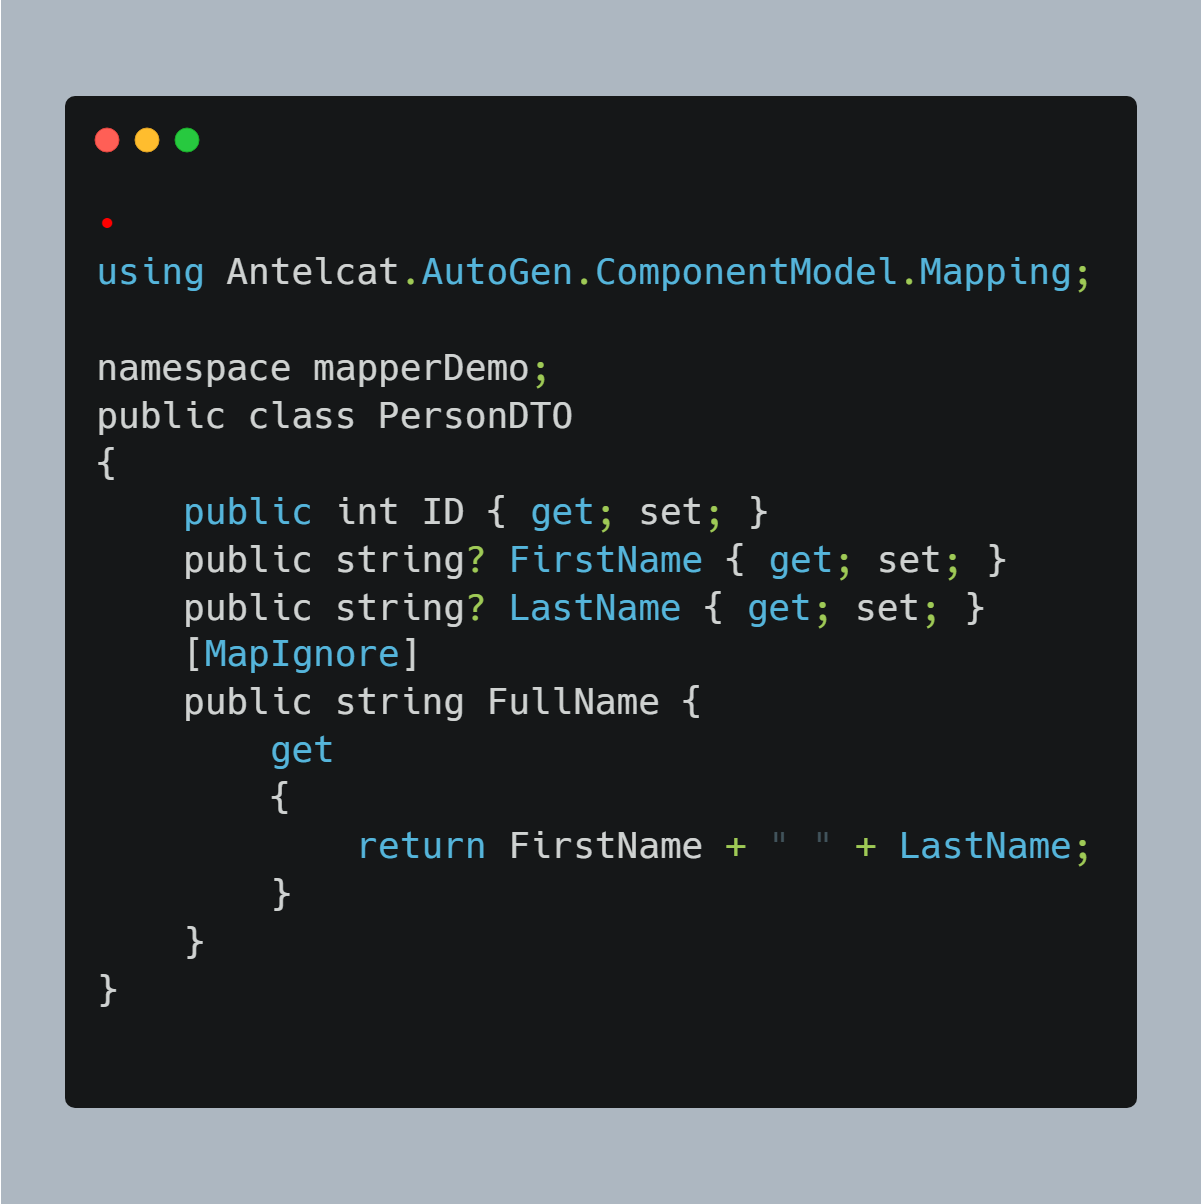 using Antelcat.AutoGen.ComponentModel.Mapping;
namespace mapperDemo;
public class PersonDTO
{
    public int ID { get; set; }
    public string? FirstName { get; set; }
    public string? LastName { get; set; }
    [MapIgnore]
    public string FullName {
        get
        {
            return FirstName + " " + LastName;
        }
    }
}